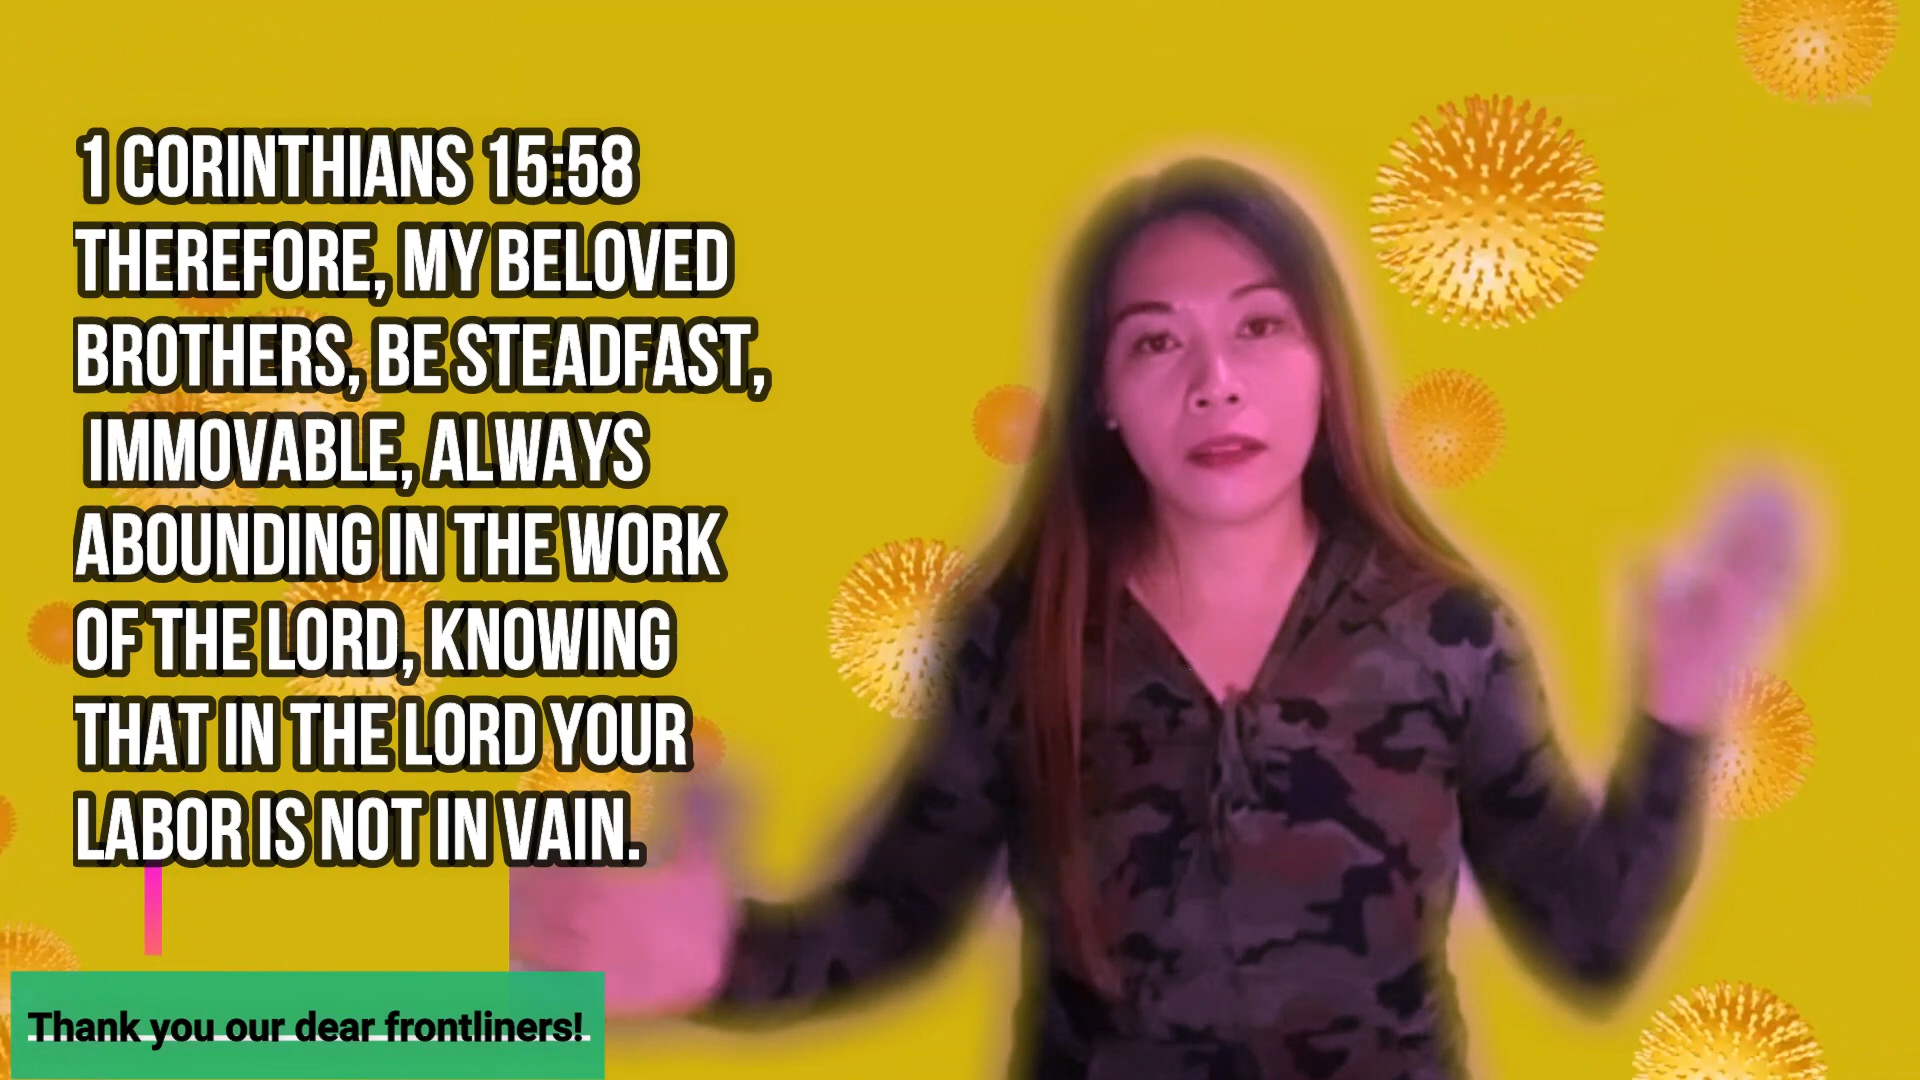 1 CORINTHIANS 15:58
THEREFORE, MY BELOVED
BROTHERS, BE STEADFAST,
IMMOVABLE, ALWAYS
ABOUNDING IN THE WORK
OF THE LORD, KNOWING
THAT IN THE LORD YOUR
LABOR IS NOT IN VAIN.
Thank you our dear frontliners!